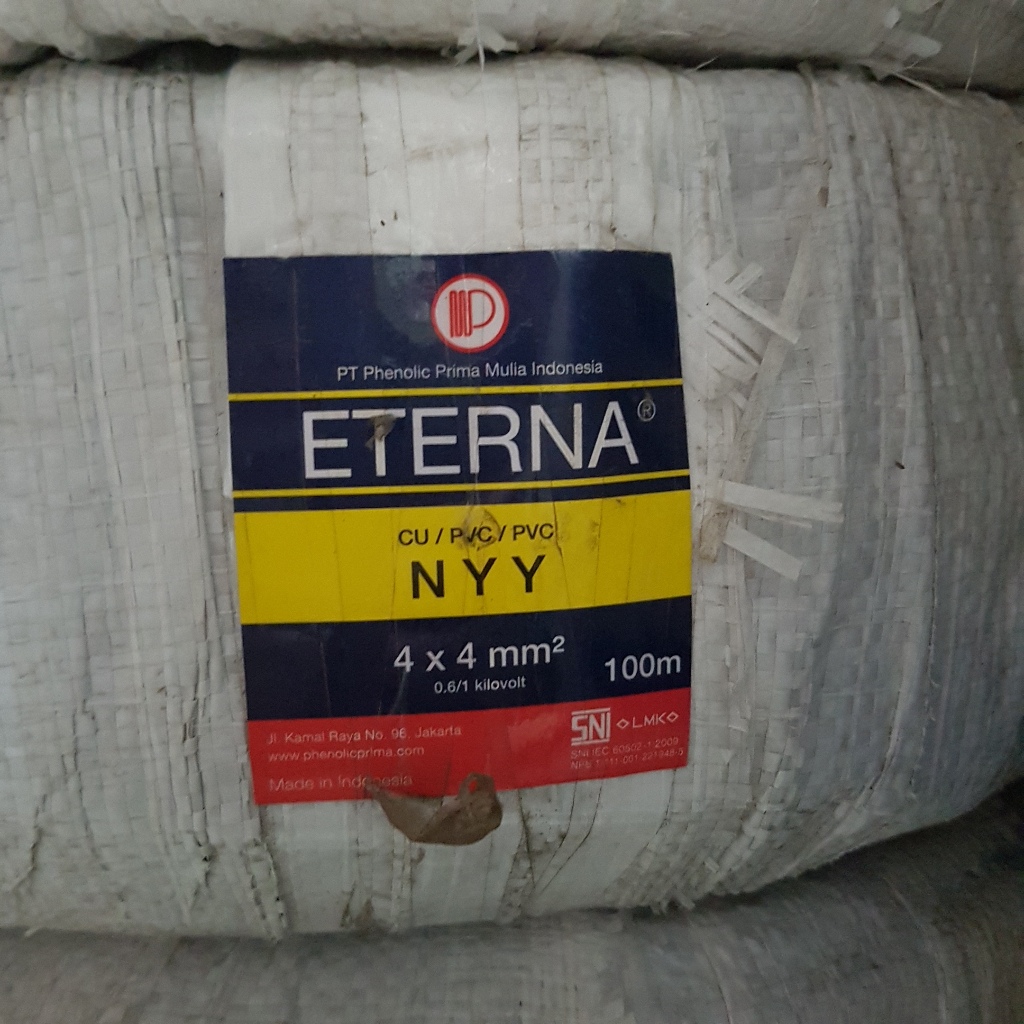 PT Phenolic Prima Mulia Indonesia
ETERNA®
CU / PVC / PVC
NYY
4 x 4 mm²
100m
0.6/1 kilovolt
Jl. Kamal Raya No. 96. Jakarta
www.phenolicprima.com
Made in Indonesia
SNI LMK
SNI IEC 60502-1:2009